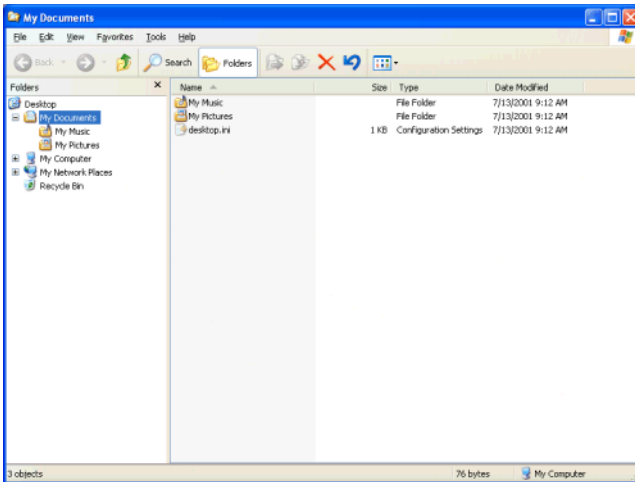 My Documents
File Edit View Favorites Tools Help
Back Search Folders
Folders
Name Size Type Date Modified
Desktop
My Documents
My Music
My Pictures
My Computer
My Network Places
Recycle Bin
My Music File Folder 7/13/2001 9:12 AM
My Pictures File Folder 7/13/2001 9:12 AM
desktop.ini 1 KB Configuration Settings 7/13/2001 9:12 AM
3 objects 76 bytes My Computer